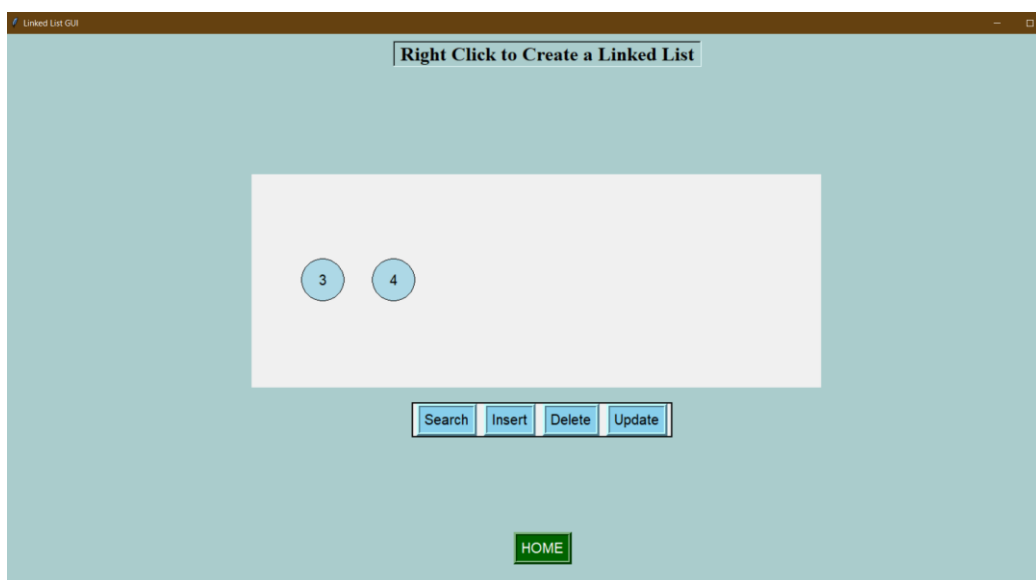 Linked List GUI
Right Click to Create a Linked List
3 4
Search Insert Delete Update
HOME